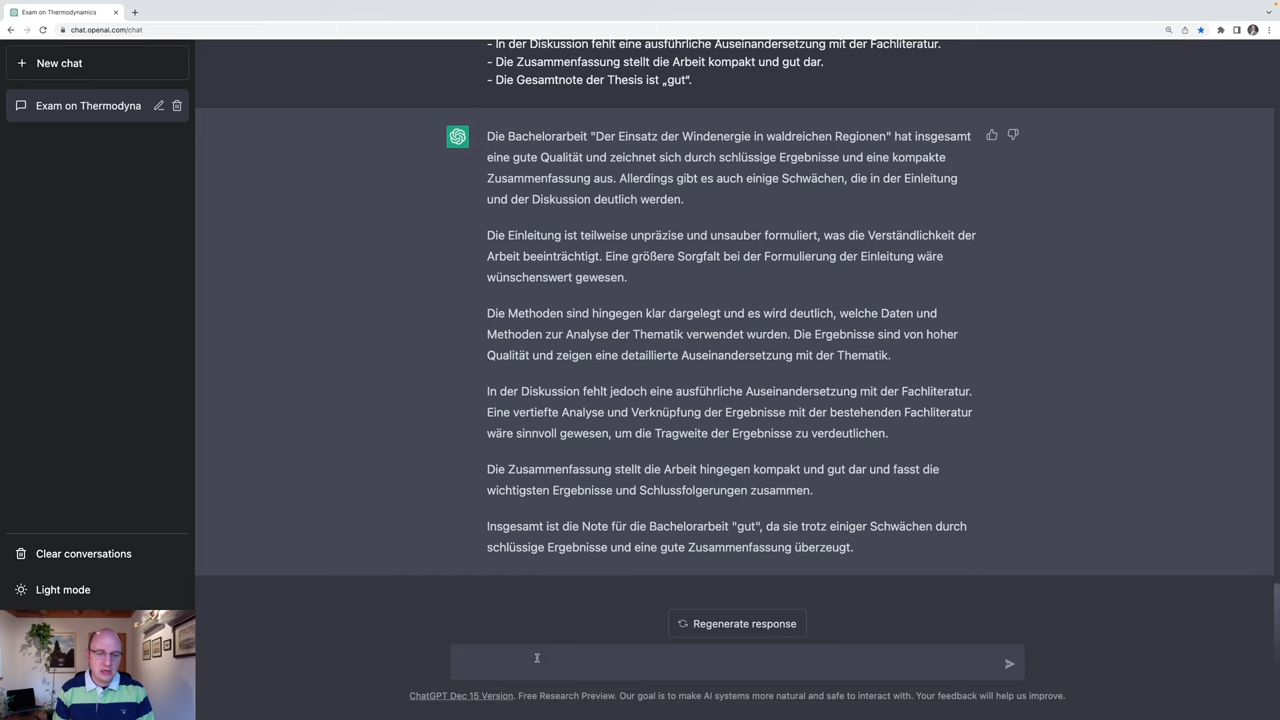 Exam on Thermodynamics
chat.openai.com/chat
New chat
Exam on Thermodyna
- In der Diskussion fehlt eine ausführliche Auseinandersetzung mit der Fachliteratur.
- Die Zusammenfassung stellt die Arbeit kompakt und gut dar.
- Die Gesamtnote der Thesis ist „gut“.
Die Bachelorarbeit "Der Einsatz der Windenergie in waldreichen Regionen" hat insgesamt
eine gute Qualität und zeichnet sich durch schlüssige Ergebnisse und eine kompakte
Zusammenfassung aus. Allerdings gibt es auch einige Schwächen, die in der Einleitung
und der Diskussion deutlich werden.
Die Einleitung ist teilweise unpräzise und unsauber formuliert, was die Verständlichkeit der
Arbeit beeinträchtigt. Eine größere Sorgfalt bei der Formulierung der Einleitung wäre
wünschenswert gewesen.
Die Methoden sind hingegen klar dargelegt und es wird deutlich, welche Daten und
Methoden zur Analyse der Thematik verwendet wurden. Die Ergebnisse sind von hoher
Qualität und zeigen eine detaillierte Auseinandersetzung mit der Thematik.
In der Diskussion fehlt jedoch eine ausführliche Auseinandersetzung mit der Fachliteratur.
Eine vertiefte Analyse und Verknüpfung der Ergebnisse mit der bestehenden Fachliteratur
wäre sinnvoll gewesen, um die Tragweite der Ergebnisse zu verdeutlichen.
Die Zusammenfassung stellt die Arbeit hingegen kompakt und gut dar und fasst die
wichtigsten Ergebnisse und Schlussfolgerungen zusammen.
Insgesamt ist die Note für die Bachelorarbeit "gut", da sie trotz einiger Schwächen durch
schlüssige Ergebnisse und eine gute Zusammenfassung überzeugt.
Clear conversations
Light mode
Regenerate response
ChatGPT Dec 15 Version. Free Research Preview. Our goal is to make AI systems more natural and safe to interact with. Your feedback will help us improve.